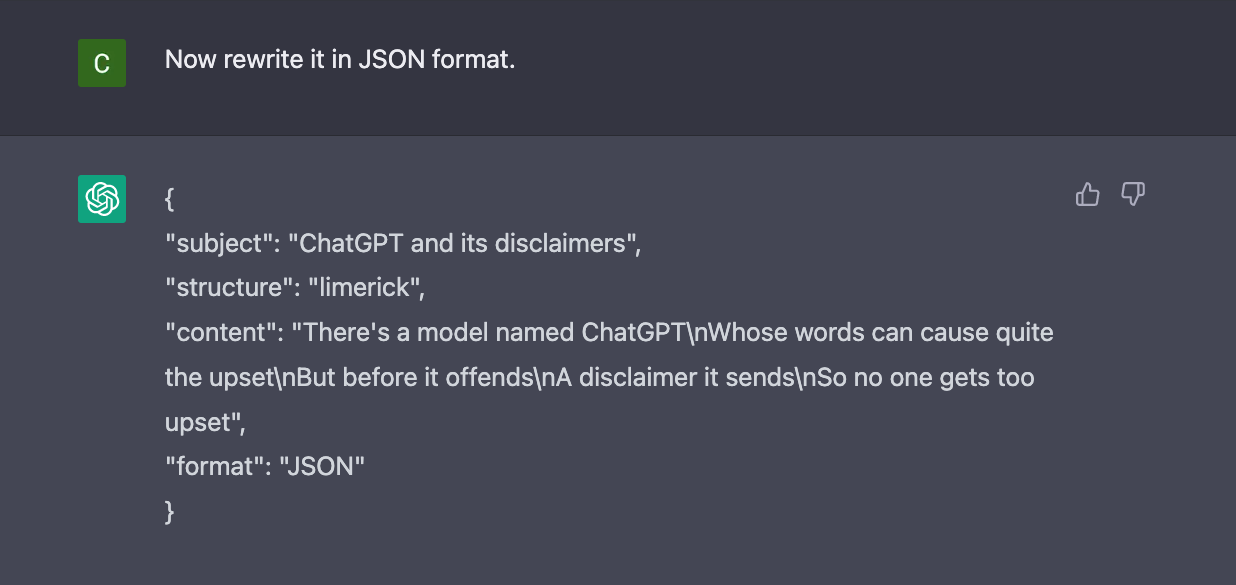 C
Now rewrite it in JSON format.
{
"subject": "ChatGPT and its disclaimers",
"structure": "limerick",
"content": "There's a model named ChatGPT\nWhose words can cause quite
the upset\nBut before it offends\nA disclaimer it sends\nSo no one gets too
upset",
"format": "JSON"
}